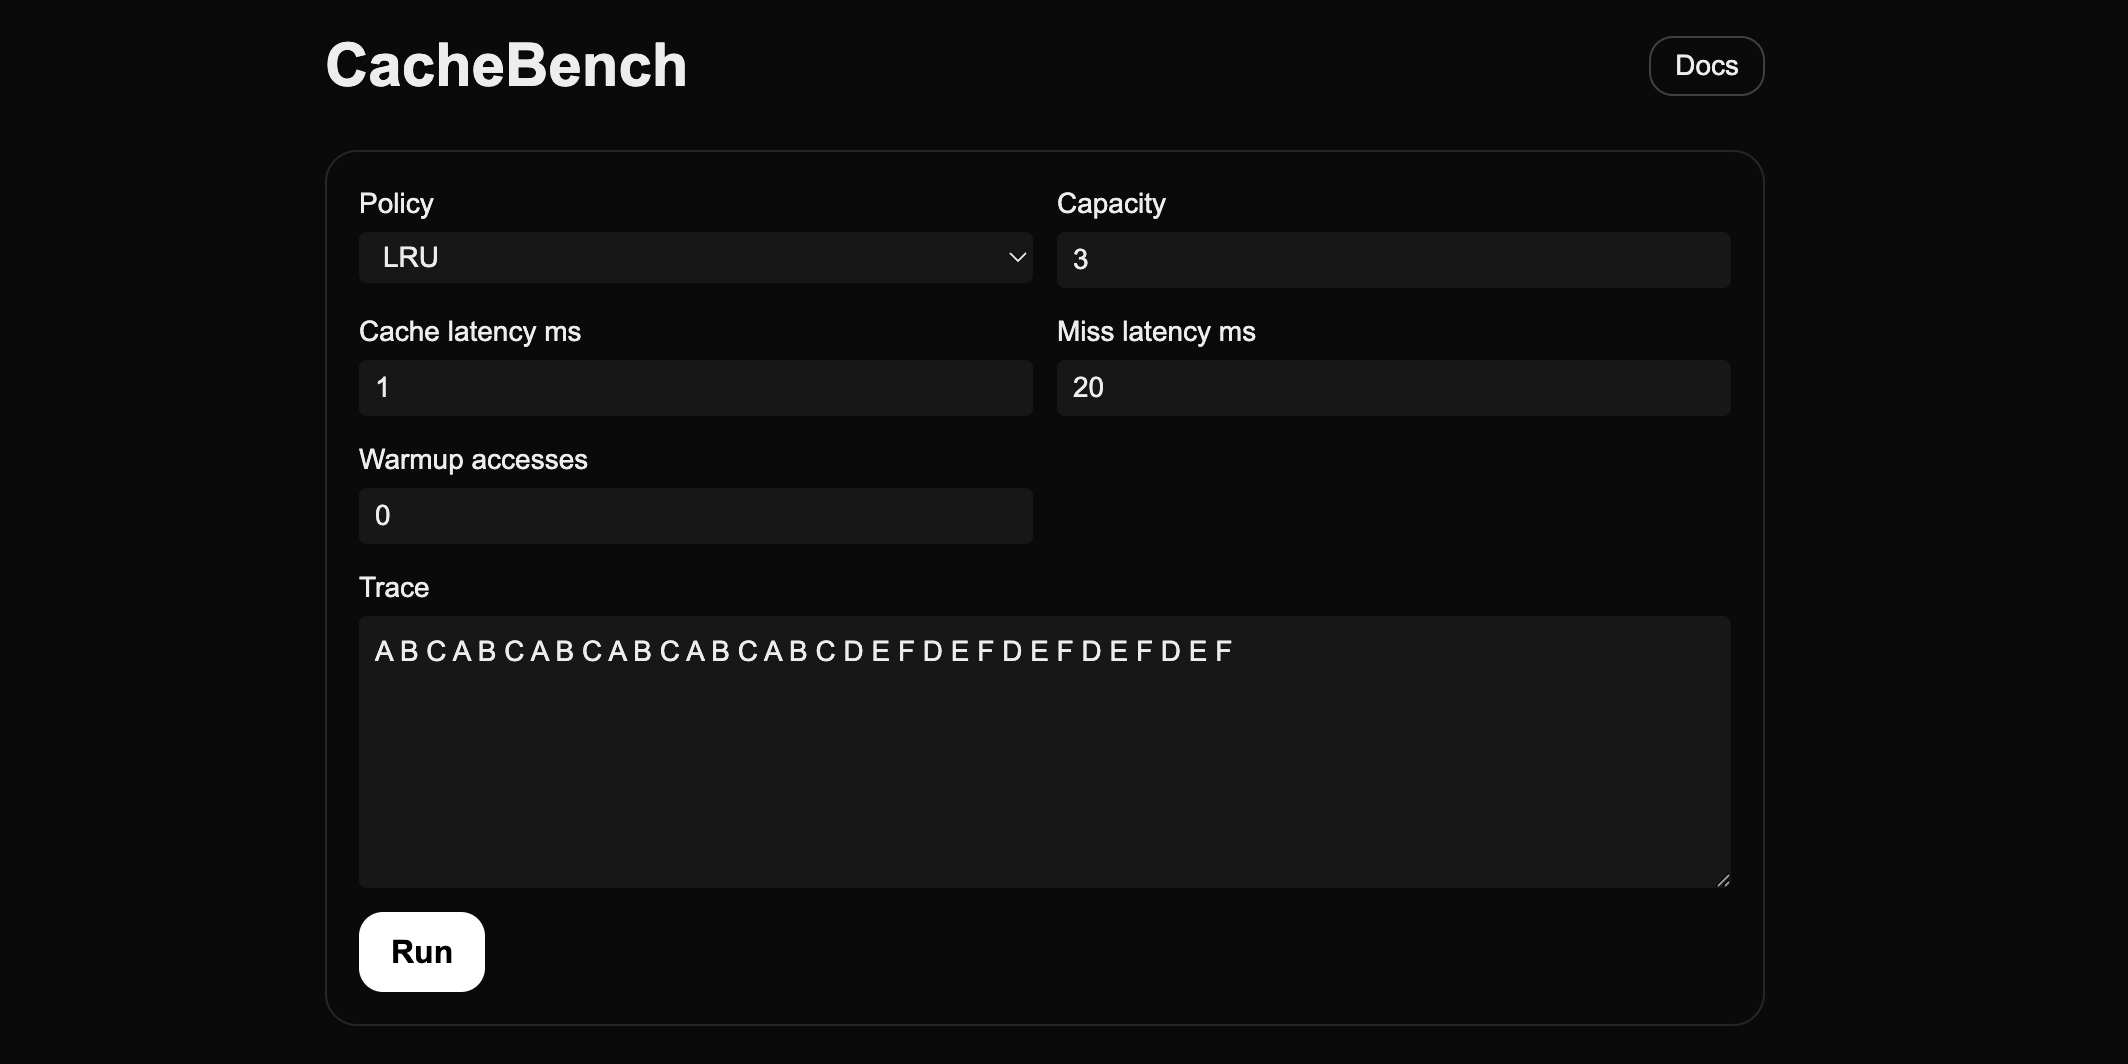 CacheBench
Docs
Policy
Capacity
LRU
3
Cache latency ms
Miss latency ms
1
20
Warmup accesses
0
Trace
A B C A B C A B C A B C A B C A B C D E F D E F D E F D E F D E F
Run